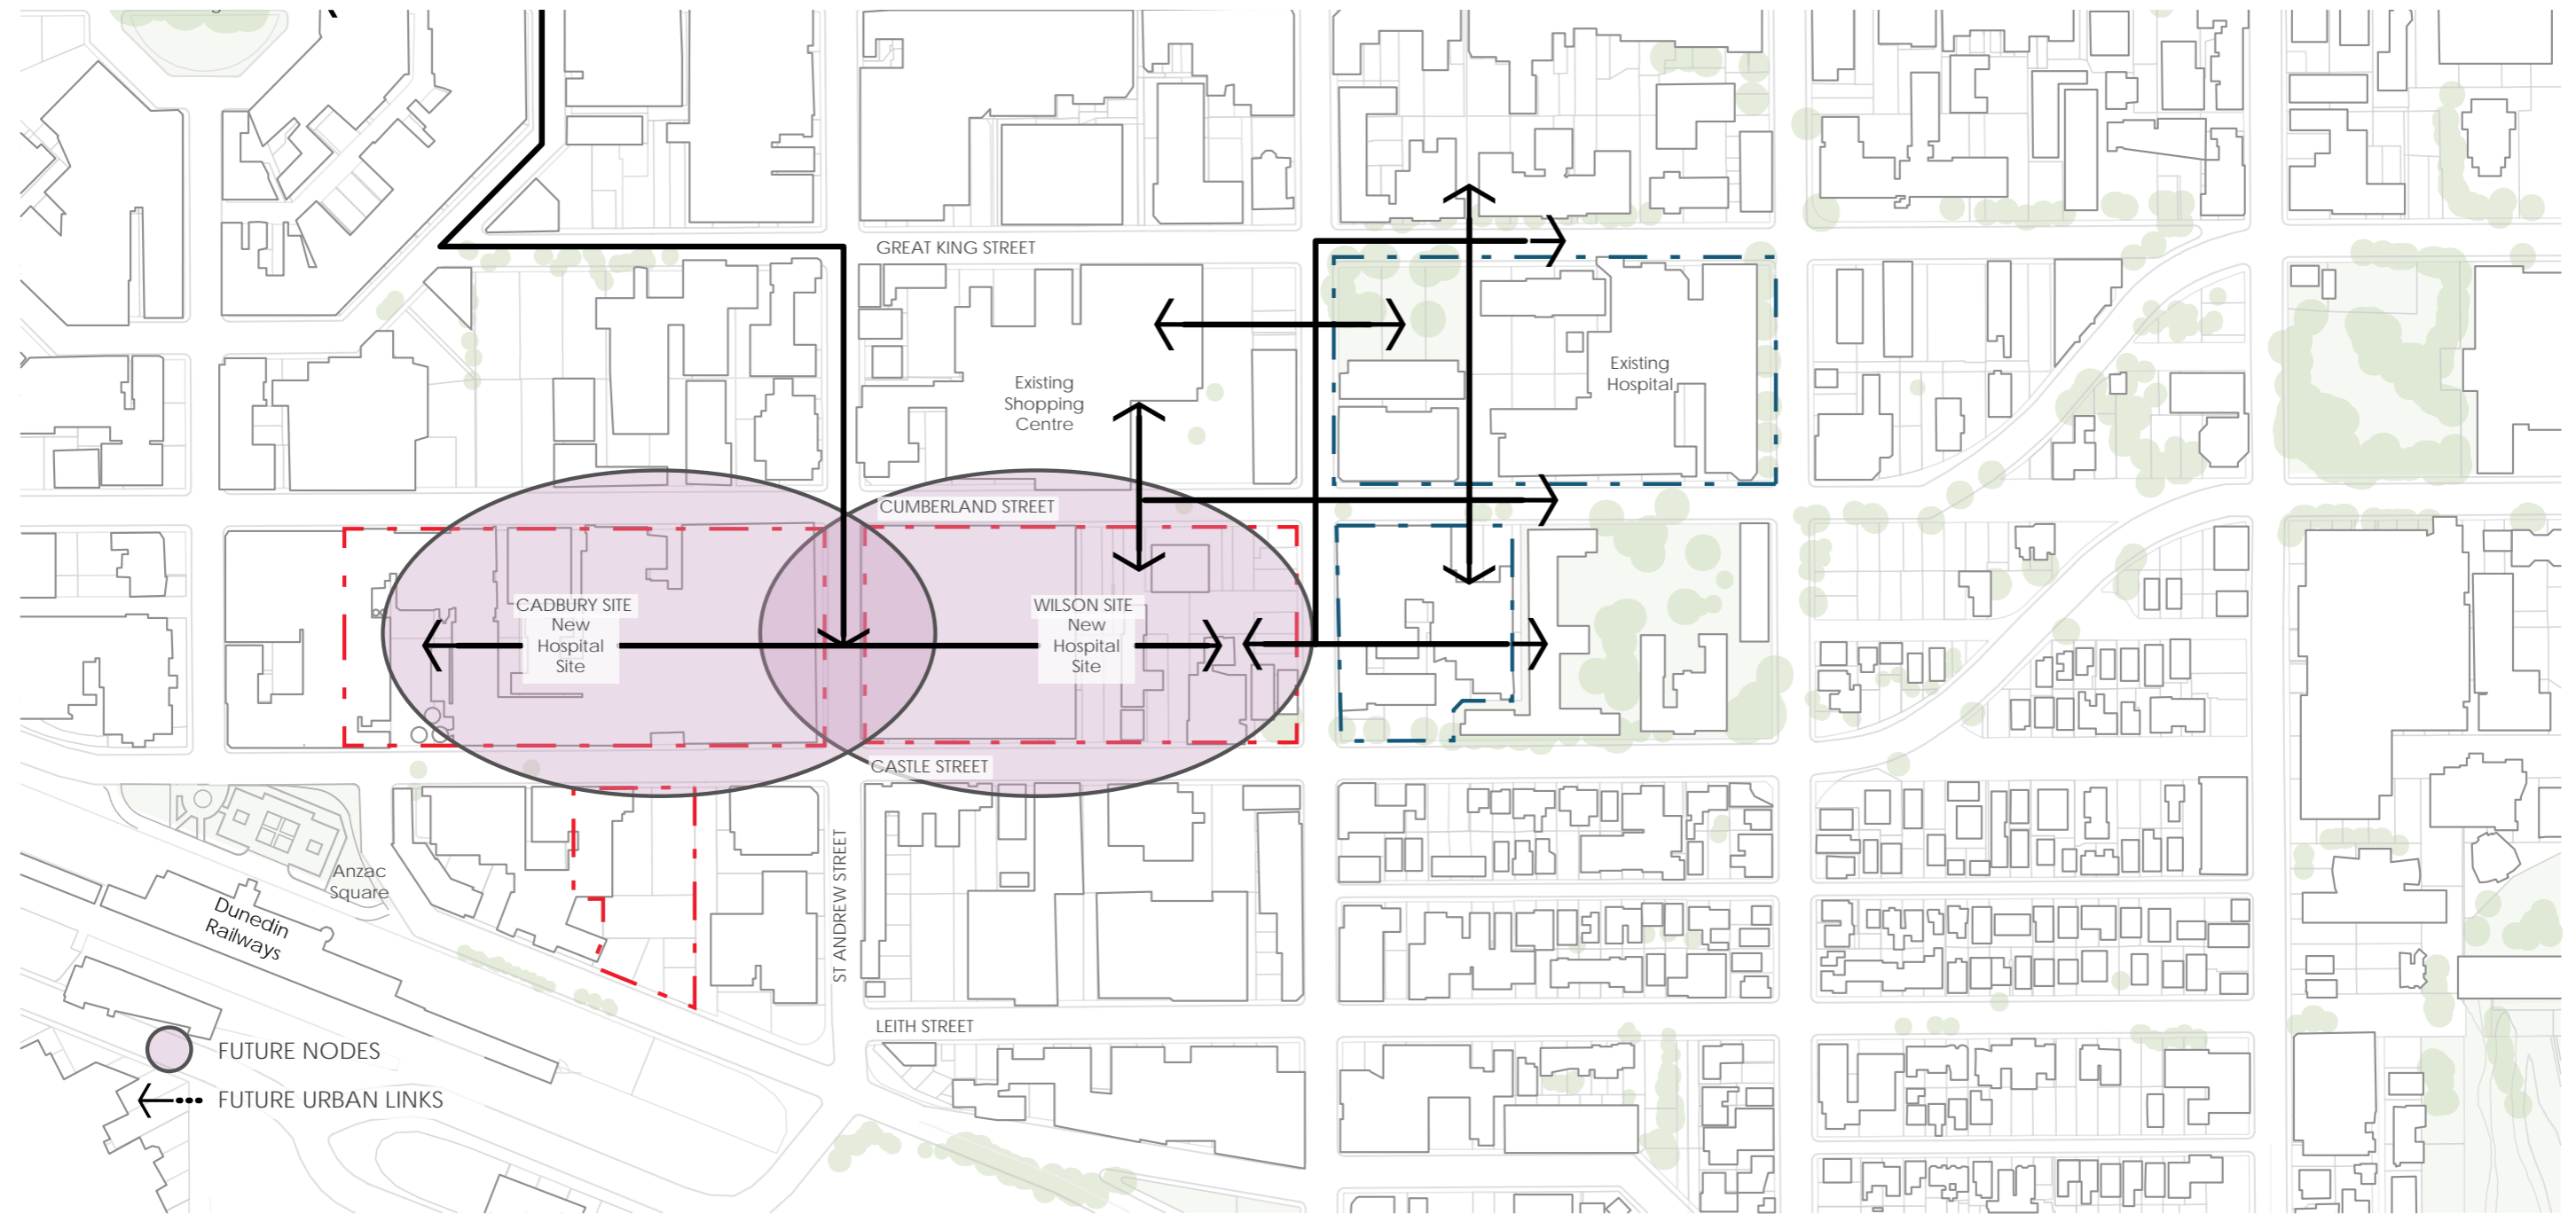 GREAT KING STREET
Existing
Shopping
Centre
Existing
Hospital
CUMBERLAND STREET
CADBURY SITE
New
Hospital
Site
WILSON SITE
New
Hospital
Site
CASTLE STREET
ST ANDREW STREET
Anzac
Square
Dunedin
Railways
LEITH STREET
FUTURE NODES
FUTURE URBAN LINKS